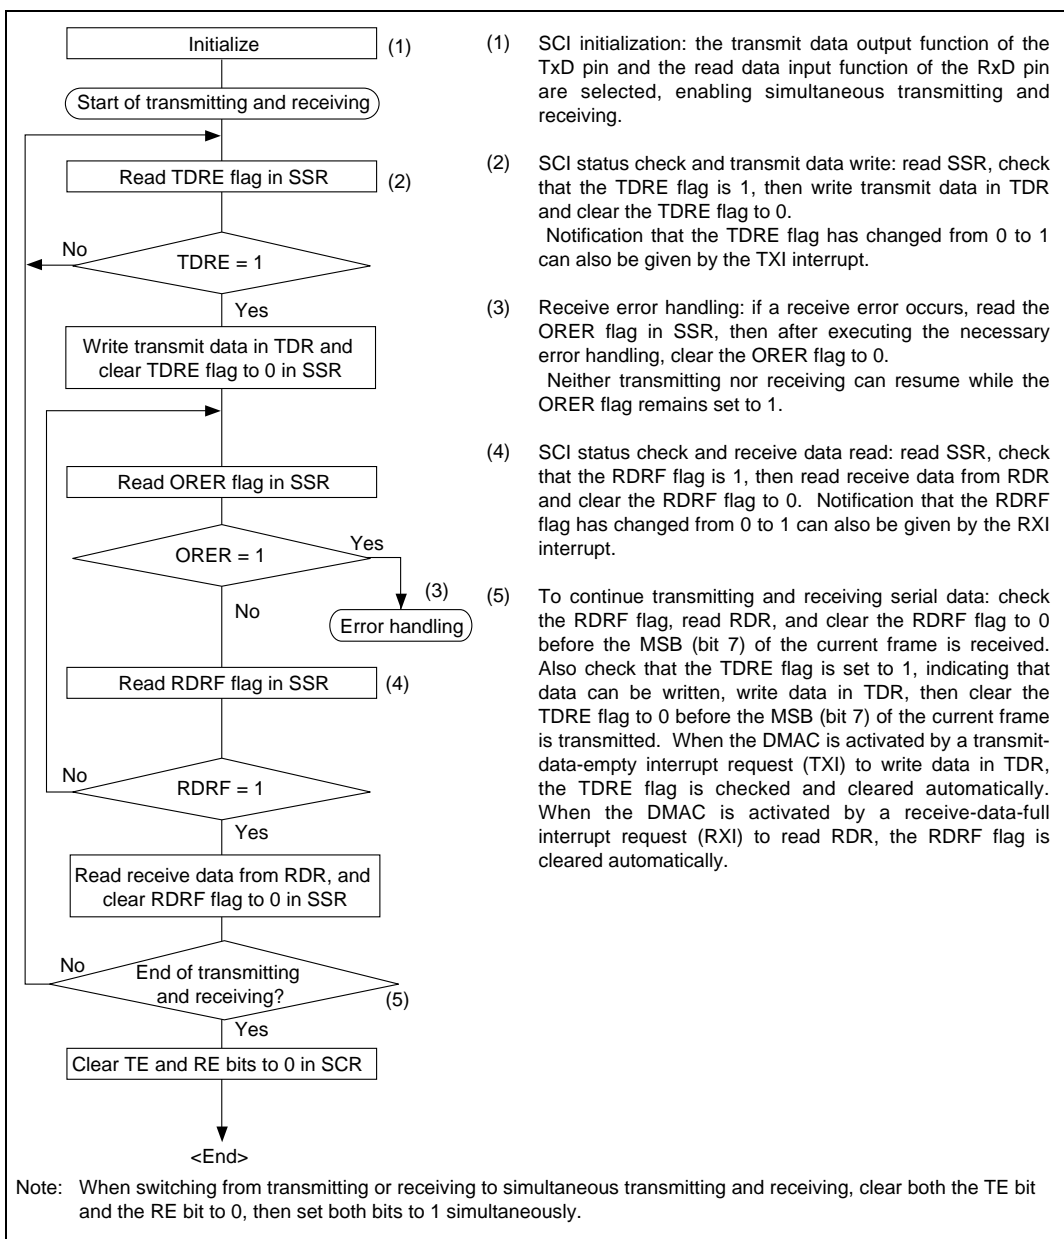 Initialize
(1)
Start of transmitting and receiving
Read TDRE flag in SSR
(2)
No
TDRE = 1
Yes
Write transmit data in TDR and
clear TDRE flag to 0 in SSR
Read ORER flag in SSR
ORER = 1
Yes
(3)
No
Error handling
Read RDRF flag in SSR
(4)
No
RDRF = 1
Yes
Read receive data from RDR, and
clear RDRF flag to 0 in SSR
No
End of transmitting
and receiving?
(5)
Yes
Clear TE and RE bits to 0 in SCR
<End>
(1) SCI initialization: the transmit data output function of the
TxD pin and the read data input function of the RxD pin
are selected, enabling simultaneous transmitting and
receiving.
(2) SCI status check and transmit data write: read SSR, check
that the TDRE flag is 1, then write transmit data in TDR
and clear the TDRE flag to 0.
Notification that the TDRE flag has changed from 0 to 1
can also be given by the TXI interrupt.
(3) Receive error handling: if a receive error occurs, read the
ORER flag in SSR, then after executing the necessary
error handling, clear the ORER flag to 0.
Neither transmitting nor receiving can resume while the
ORER flag remains set to 1.
(4) SCI status check and receive data read: read SSR, check
that the RDRF flag is 1, then read receive data from RDR
and clear the RDRF flag to 0. Notification that the RDRF
flag has changed from 0 to 1 can also be given by the RXI
interrupt.
(5) To continue transmitting and receiving serial data: check
the RDRF flag, read RDR, and clear the RDRF flag to 0
before the MSB (bit 7) of the current frame is received.
Also check that the TDRE flag is set to 1, indicating that
data can be written, write data in TDR, then clear the
TDRE flag to 0 before the MSB (bit 7) of the current frame
is transmitted. When the DMAC is activated by a transmit-
data-empty interrupt request (TXI) to write data in TDR,
the TDRE flag is checked and cleared automatically.
When the DMAC is activated by a receive-data-full
interrupt request (RXI) to read RDR, the RDRF flag is
cleared automatically.
Note: When switching from transmitting or receiving to simultaneous transmitting and receiving, clear both the TE bit
and the RE bit to 0, then set both bits to 1 simultaneously.